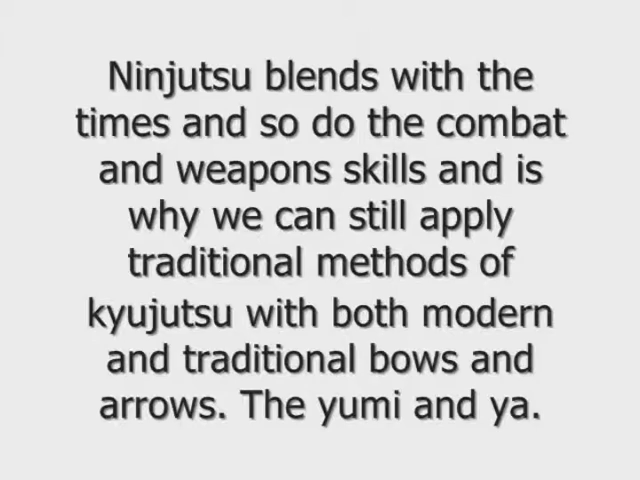 Ninjutsu blends with the
times and so do the combat
and weapons skills and is
why we can still apply
traditional methods of
kyujutsu with both modern
and traditional bows and
arrows. The yumi and ya.